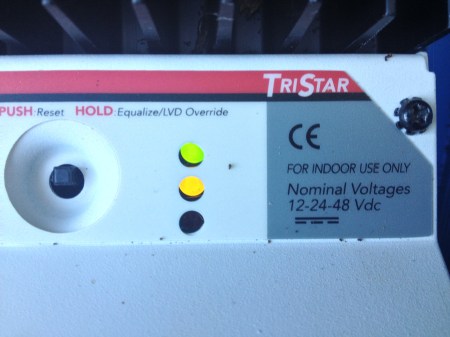 TRISTAR
PUSH: Reset HOLD: Equalize/LVD Override
CE
FOR INDOOR USE ONLY
Nominal Voltages
12-24-48 Vdc